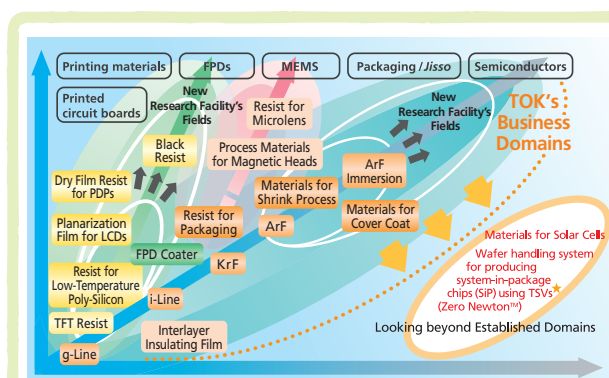 Printing materials
FPDs
MEMS
Packaging /Jisso
Semiconductors
Printed
circuit boards
New
Research Facility's
Fields
Resist for
Microlens
New
Research Facility's
Fields
TOK's
Business
Domains
Black
Resist
Process Materials
for Magnetic Heads
ArF
Immersion
Dry Film Resist
for PDPs
Materials for
Shrink Process
Planarization
Film for LCDs
Resist for
Packaging
ArF
Materials for
Cover Coat
Materials for Solar Cells
FPD Coater
KrF
Wafer handling system
for producing
system-in-package
chips (SiP) using TSVs
(Zero Newton™)
Resist for
Low-Temperature
Poly-Silicon
i-Line
TFT Resist
Interlayer
Insulating Film
Looking beyond Established Domains
g-Line